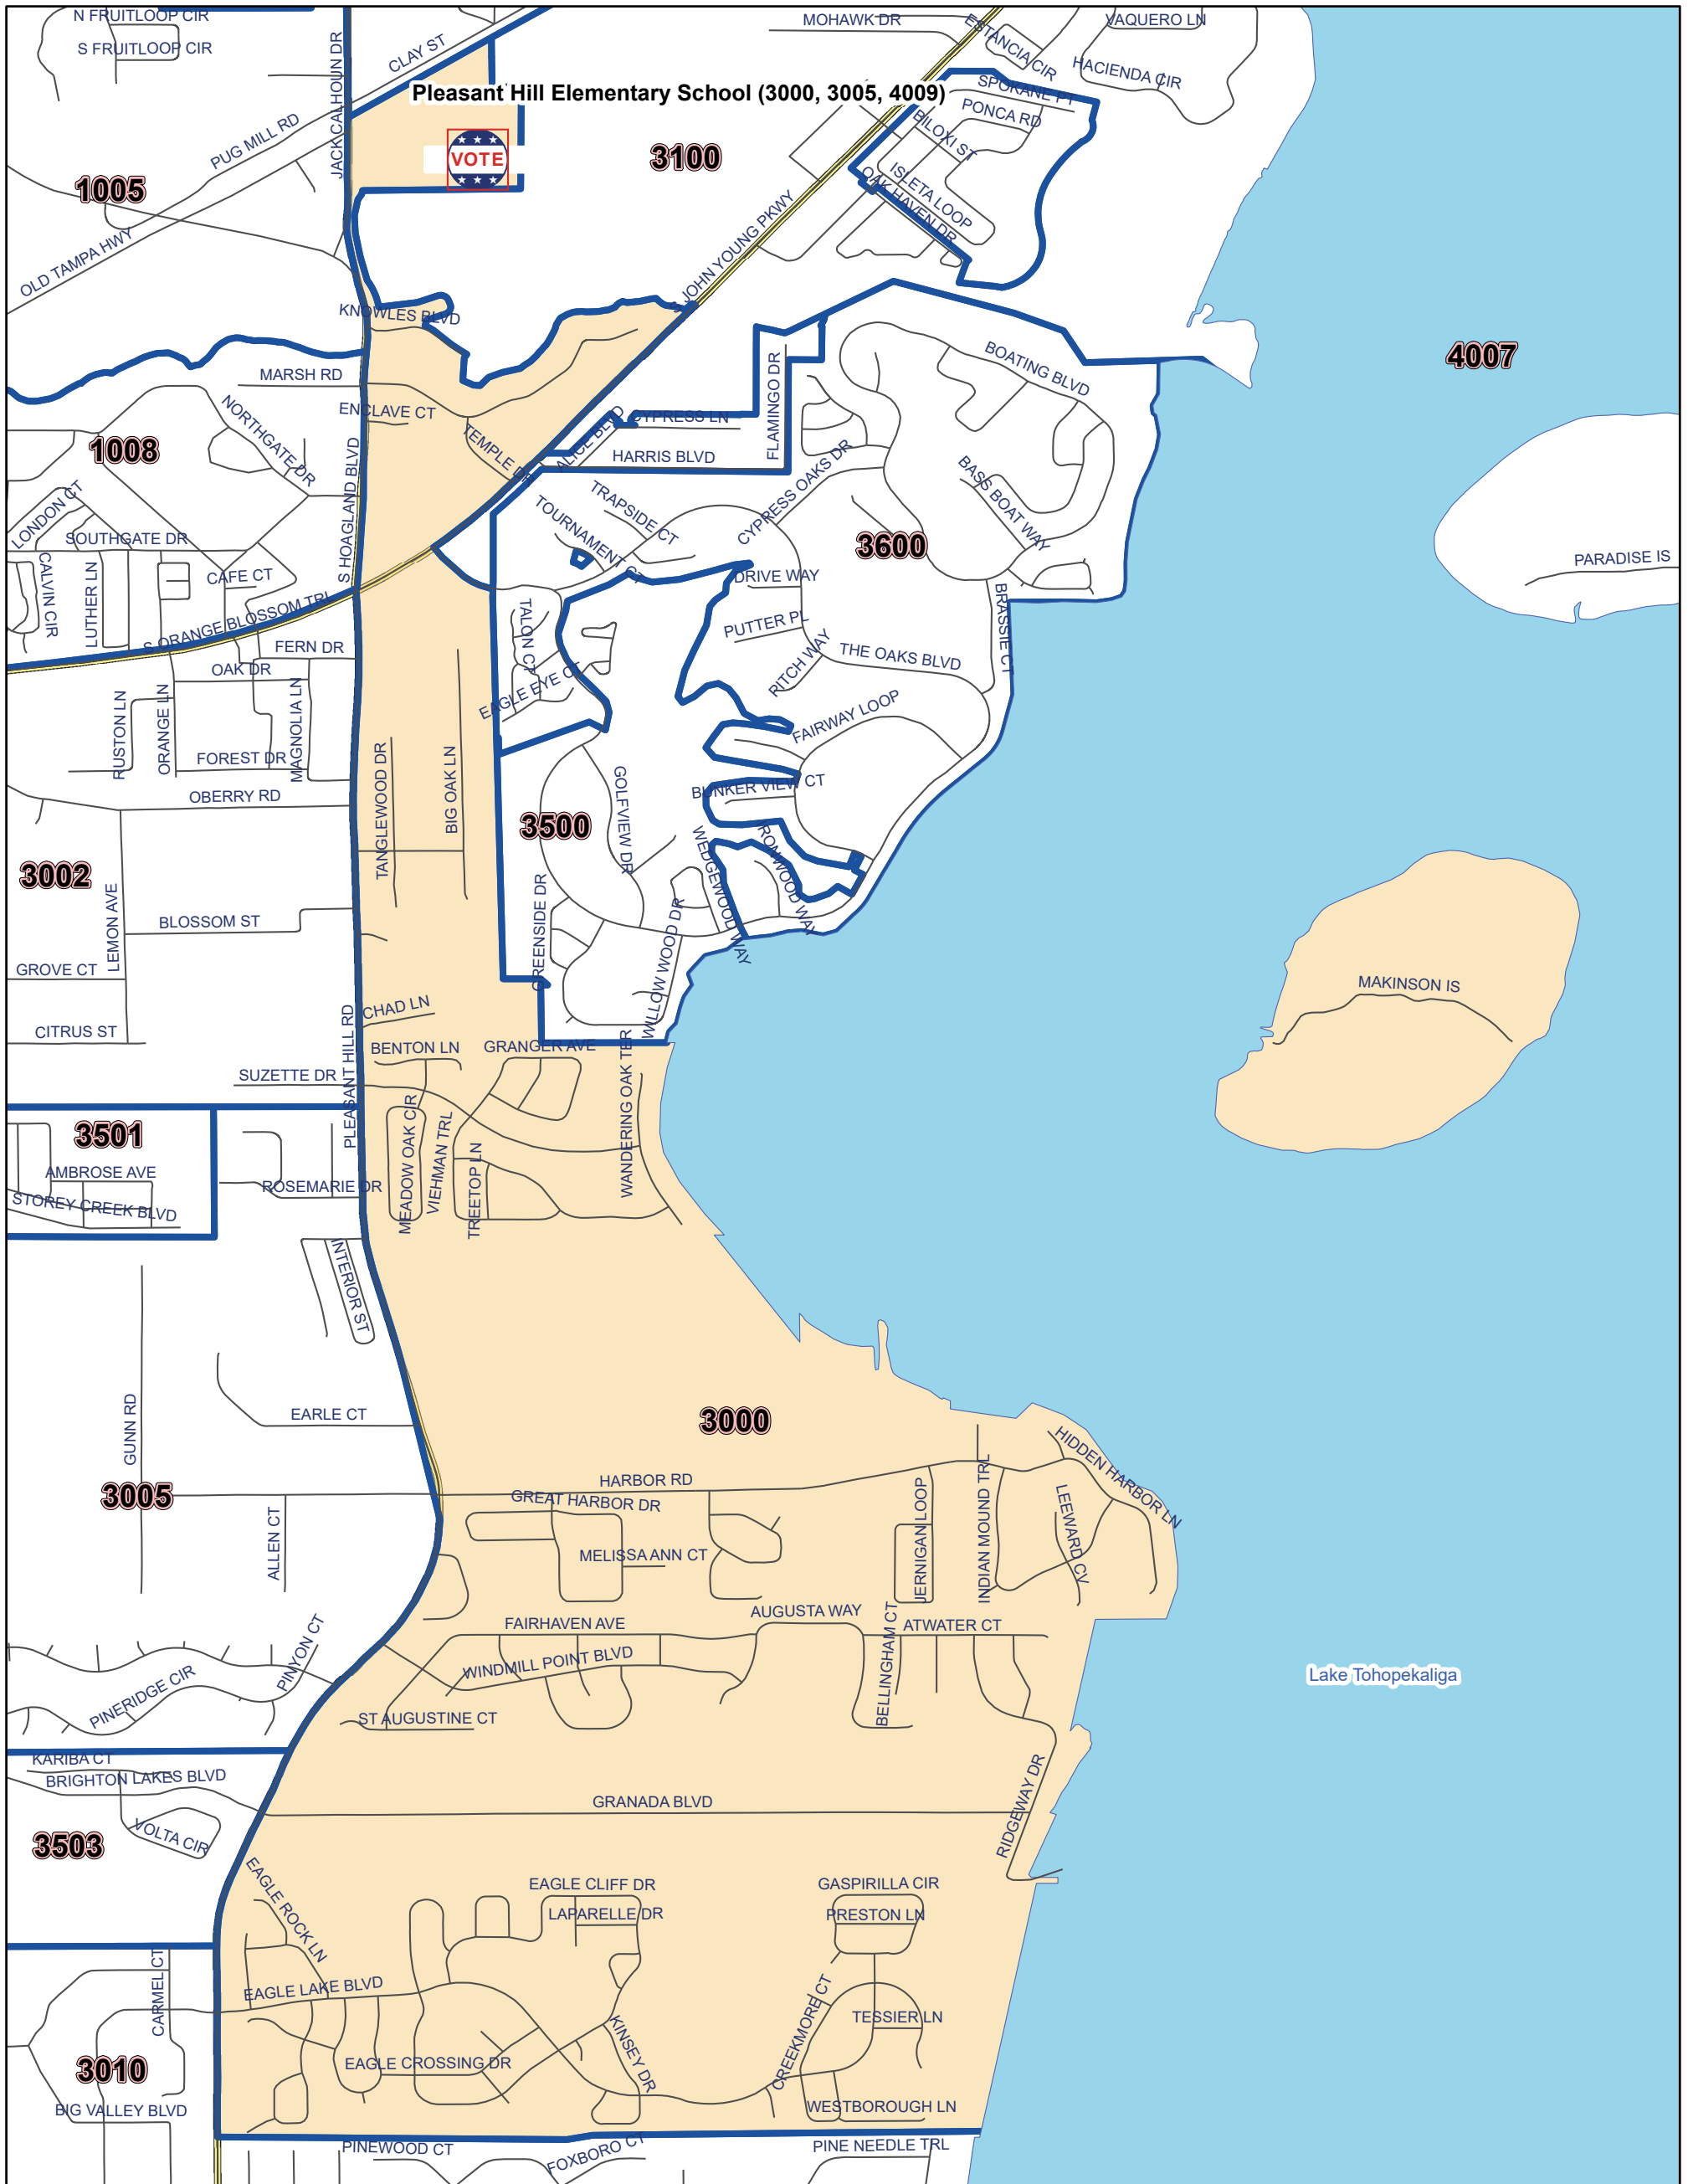 N FRUITLOOP CIR
S FRUITLOOP CIR
JACK CALHOUN DR
CLAY ST
MOHAWK DR
ESTANCIA CIR
VAQUERO LN
HACIENDA CIR
Pleasant Hill Elementary School (3000, 3005, 4009)
SPOKANE PT
PONCA RD
BILOXI ST
ISLETA LOOP
OAK HAVEN DR
PUG MILL RD
VOTE
3100
1005
OLD TAMPA HWY
S JOHN YOUNG PKWY
KNOWLES BLVD
4007
MARSH RD
ENCLAVE CT
NORTHGATE DR
TEMPLE DR
ALICE BLVD
CYPRESS LN
HARRIS BLVD
FLAMINGO DR
BOATING BLVD
1008
LONDON CT
SOUTHGATE DR
S HOAGLAND BLVD
TRAPSIDE CT
TOURNAMENT CT
CYPRESS OAKS DR
BASS BOAT WAY
3600
PARADISE IS
CALVIN CIR
LUTHER LN
CAFE CT
DRIVE WAY
S ORANGE BLOSSOM TRL
FERN DR
OAK DR
TALON CT
EAGLE EYE CT
PUTTER PL
PITCH WAY
THE OAKS BLVD
BRASSIE CT
FAIRWAY LOOP
RUSTON LN
ORANGE LN
MAGNOLIA LN
FOREST DR
OBERRY RD
TANGLEWOOD DR
BIG OAK LN
GOLFVIEW DR
BUNKER VIEW CT
3500
WEDGEWOOD WAY
IRONWOOD WAY
3002
LEMON AVE
BLOSSOM ST
GREENSIDE DR
WILLOW WOOD DR
GROVE CT
CITRUS ST
MAKINSON IS
CHAD LN
BENTON LN
GRANGER AVE
SUZETTE DR
PLEASANT HILL RD
WANDERING OAK TER
3501
AMBROSE AVE
STOREY CREEK BLVD
ROSEMARIE DR
MEADOW OAK CIR
VIEHMAN TRL
TREETOP LN
INTERIOR ST
GUNN RD
EARLE CT
3000
HIDDEN HARBOR LN
HARBOR RD
GREAT HARBOR DR
3005
ALLEN CT
MELISSA ANN CT
JERNIGAN LOOP
INDIAN MOUND TRL
LEEWARD CV
FAIRHAVEN AVE
AUGUSTA WAY
ATWATER CT
BELLINGHAM CT
PINYON CT
WINDMILL POINT BLVD
PINERIDGE CIR
ST AUGUSTINE CT
Lake Tohopekaliga
KARIBA CT
BRIGHTON LAKES BLVD
GRANADA BLVD
RIDGEWAY DR
VOLTA CIR
3503
EAGLE ROCK LN
EAGLE CLIFF DR
LAPARELLE DR
GASPIRILLA CIR
PRESTON LN
CARMEL CT
EAGLE LAKE BLVD
CREEKMORE CT
TESSIER LN
KINSEY DR
3010
EAGLE CROSSING DR
BIG VALLEY BLVD
WESTBOROUGH LN
PINEWOOD CT
FOXBORO CT
PINE NEEDLE TRL